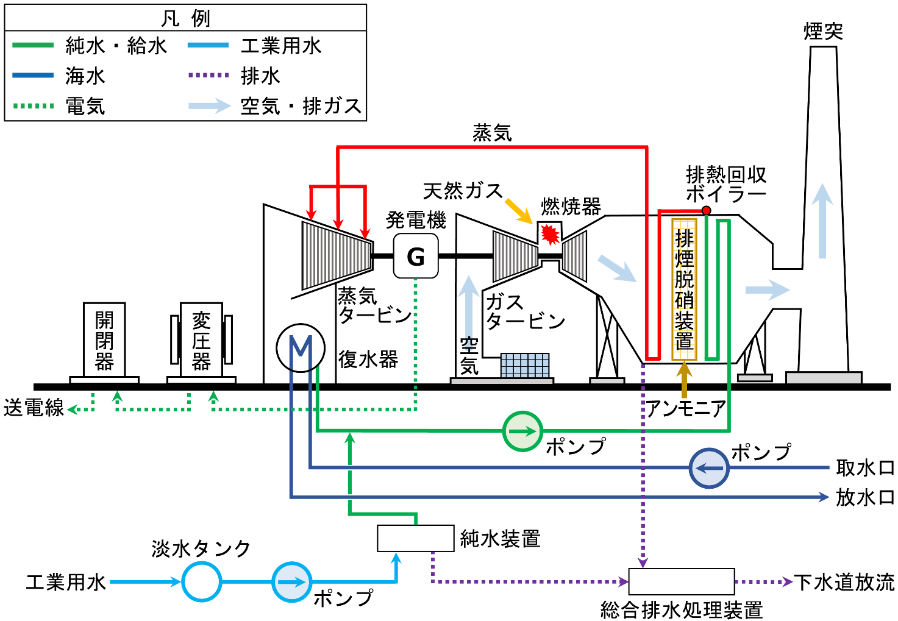 凡 例
純水・給水
工業用水
海水
排水
電気
空気・排ガス
煙突
蒸気
天然ガス
燃焼器
排熱回収
ボイラー
発電機
G
排煙脱硝装置
蒸気
タービン
ガス
タービン
空気
開閉器
変圧器
復水器
送電線
アンモニア
ポンプ
ポンプ
取水口
放水口
純水装置
淡水タンク
工業用水
ポンプ
下水道放流
総合排水処理装置